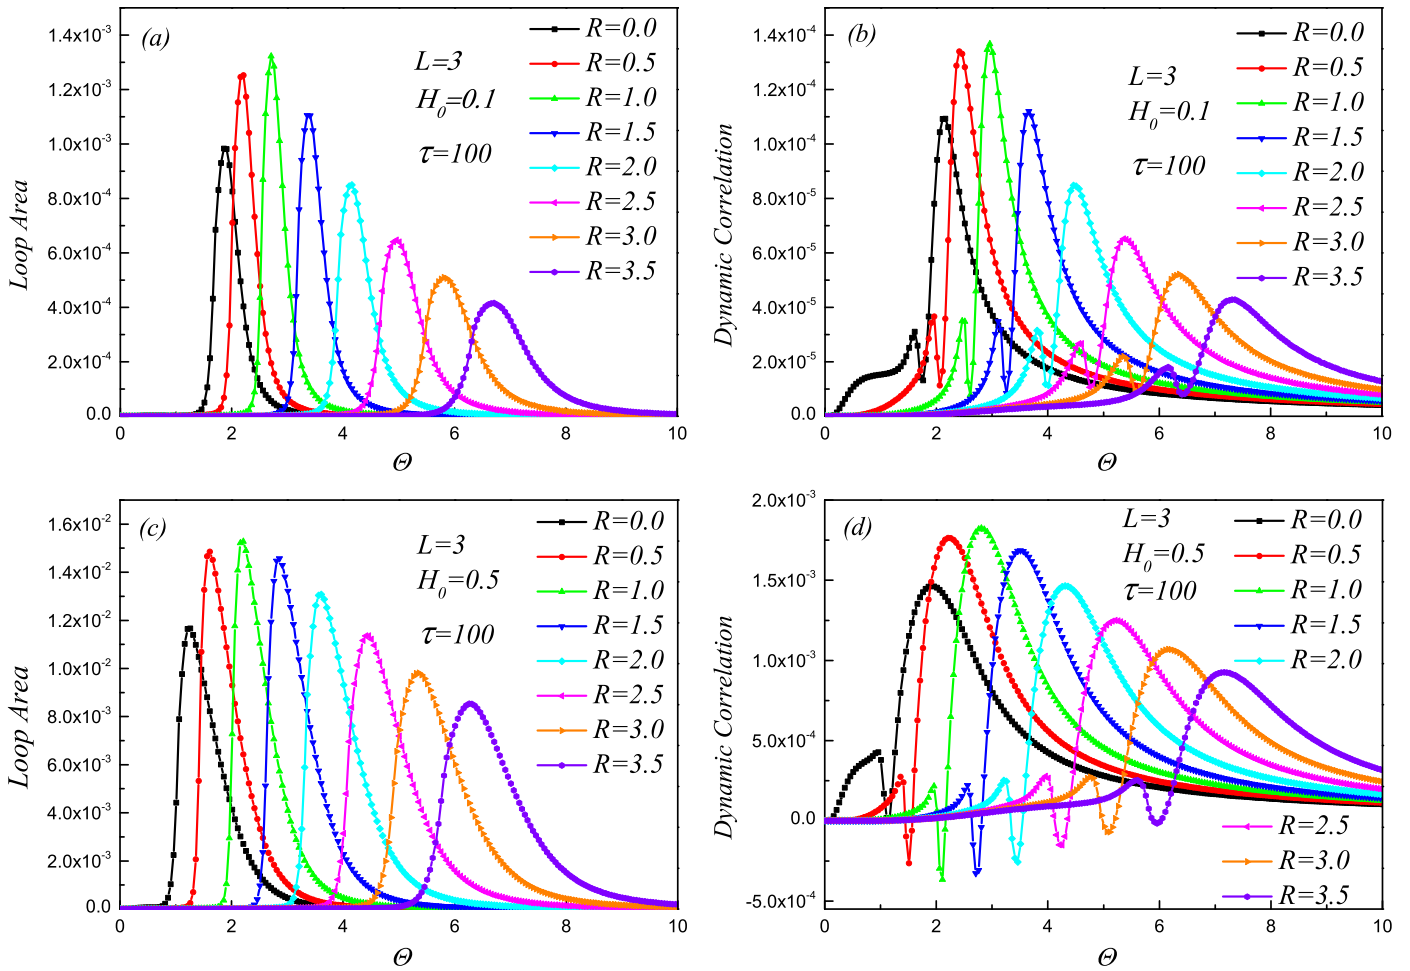 (a)
L=3
H₀=0.1
τ=100
R=0.0
R=0.5
R=1.0
R=1.5
R=2.0
R=2.5
R=3.0
R=3.5
Loop Area
1.4x10⁻³
1.2x10⁻³
1.0x10⁻³
8.0x10⁻⁴
6.0x10⁻⁴
4.0x10⁻⁴
2.0x10⁻⁴
0.0
0 2 4 6 8 10
Θ
(b)
L=3
H₀=0.1
τ=100
R=0.0
R=0.5
R=1.0
R=1.5
R=2.0
R=2.5
R=3.0
R=3.5
Dynamic Correlation
1.4x10⁻⁴
1.2x10⁻⁴
1.0x10⁻⁴
8.0x10⁻⁵
6.0x10⁻⁵
4.0x10⁻⁵
2.0x10⁻⁵
0.0
0 2 4 6 8 10
Θ
(c)
L=3
H₀=0.5
τ=100
R=0.0
R=0.5
R=1.0
R=1.5
R=2.0
R=2.5
R=3.0
R=3.5
Loop Area
1.6x10⁻²
1.4x10⁻²
1.2x10⁻²
1.0x10⁻²
8.0x10⁻³
6.0x10⁻³
4.0x10⁻³
2.0x10⁻³
0.0
0 2 4 6 8 10
Θ
(d)
L=3
H₀=0.5
τ=100
R=0.0
R=0.5
R=1.0
R=1.5
R=2.0
R=2.5
R=3.0
R=3.5
Dynamic Correlation
2.0x10⁻³
1.5x10⁻³
1.0x10⁻³
5.0x10⁻⁴
0.0
-5.0x10⁻⁴
0 2 4 6 8 10
Θ